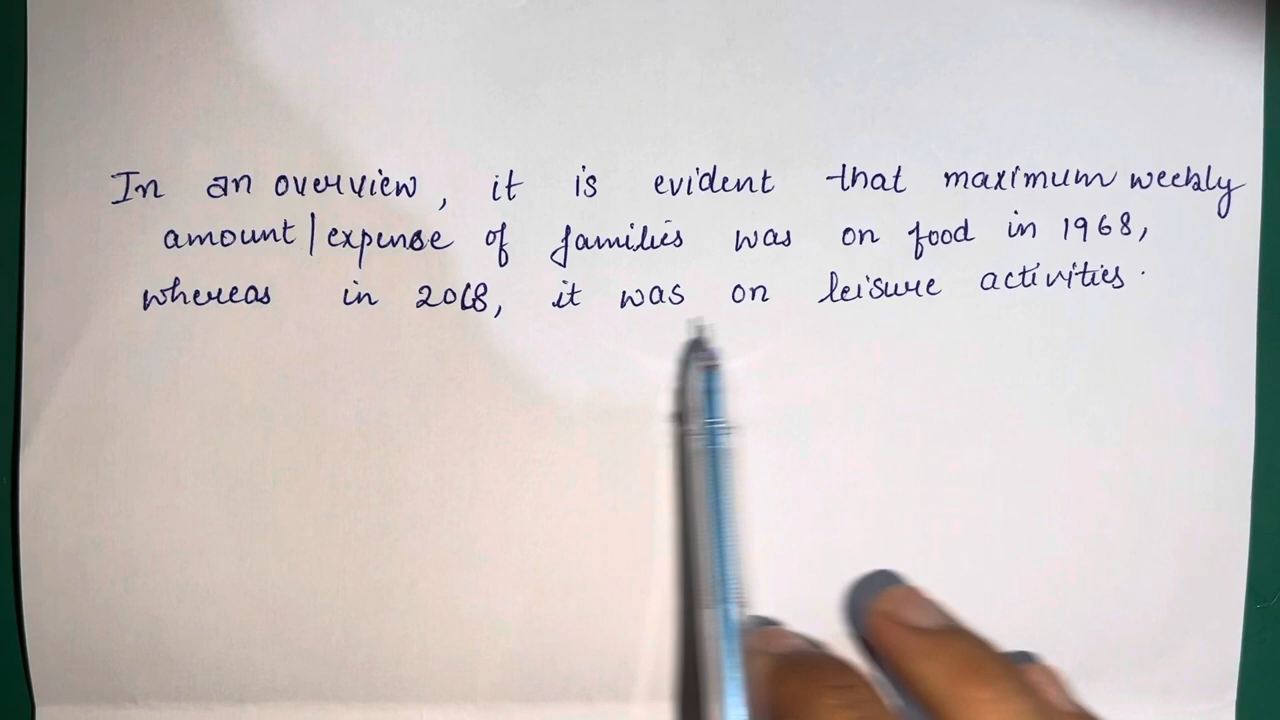 In an overview, it is evident that maximum weekly
amount/expense of families was on food in 1968,
whereas in 2018, it was on leisure activities.